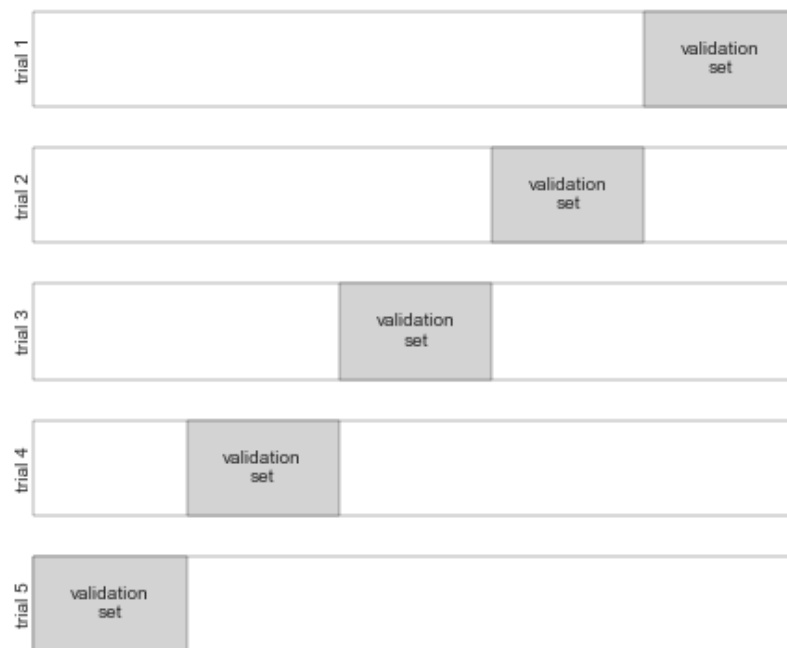 trial 1
validation
set
trial 2
validation
set
trial 3
validation
set
trial 4
validation
set
trial 5
validation
set